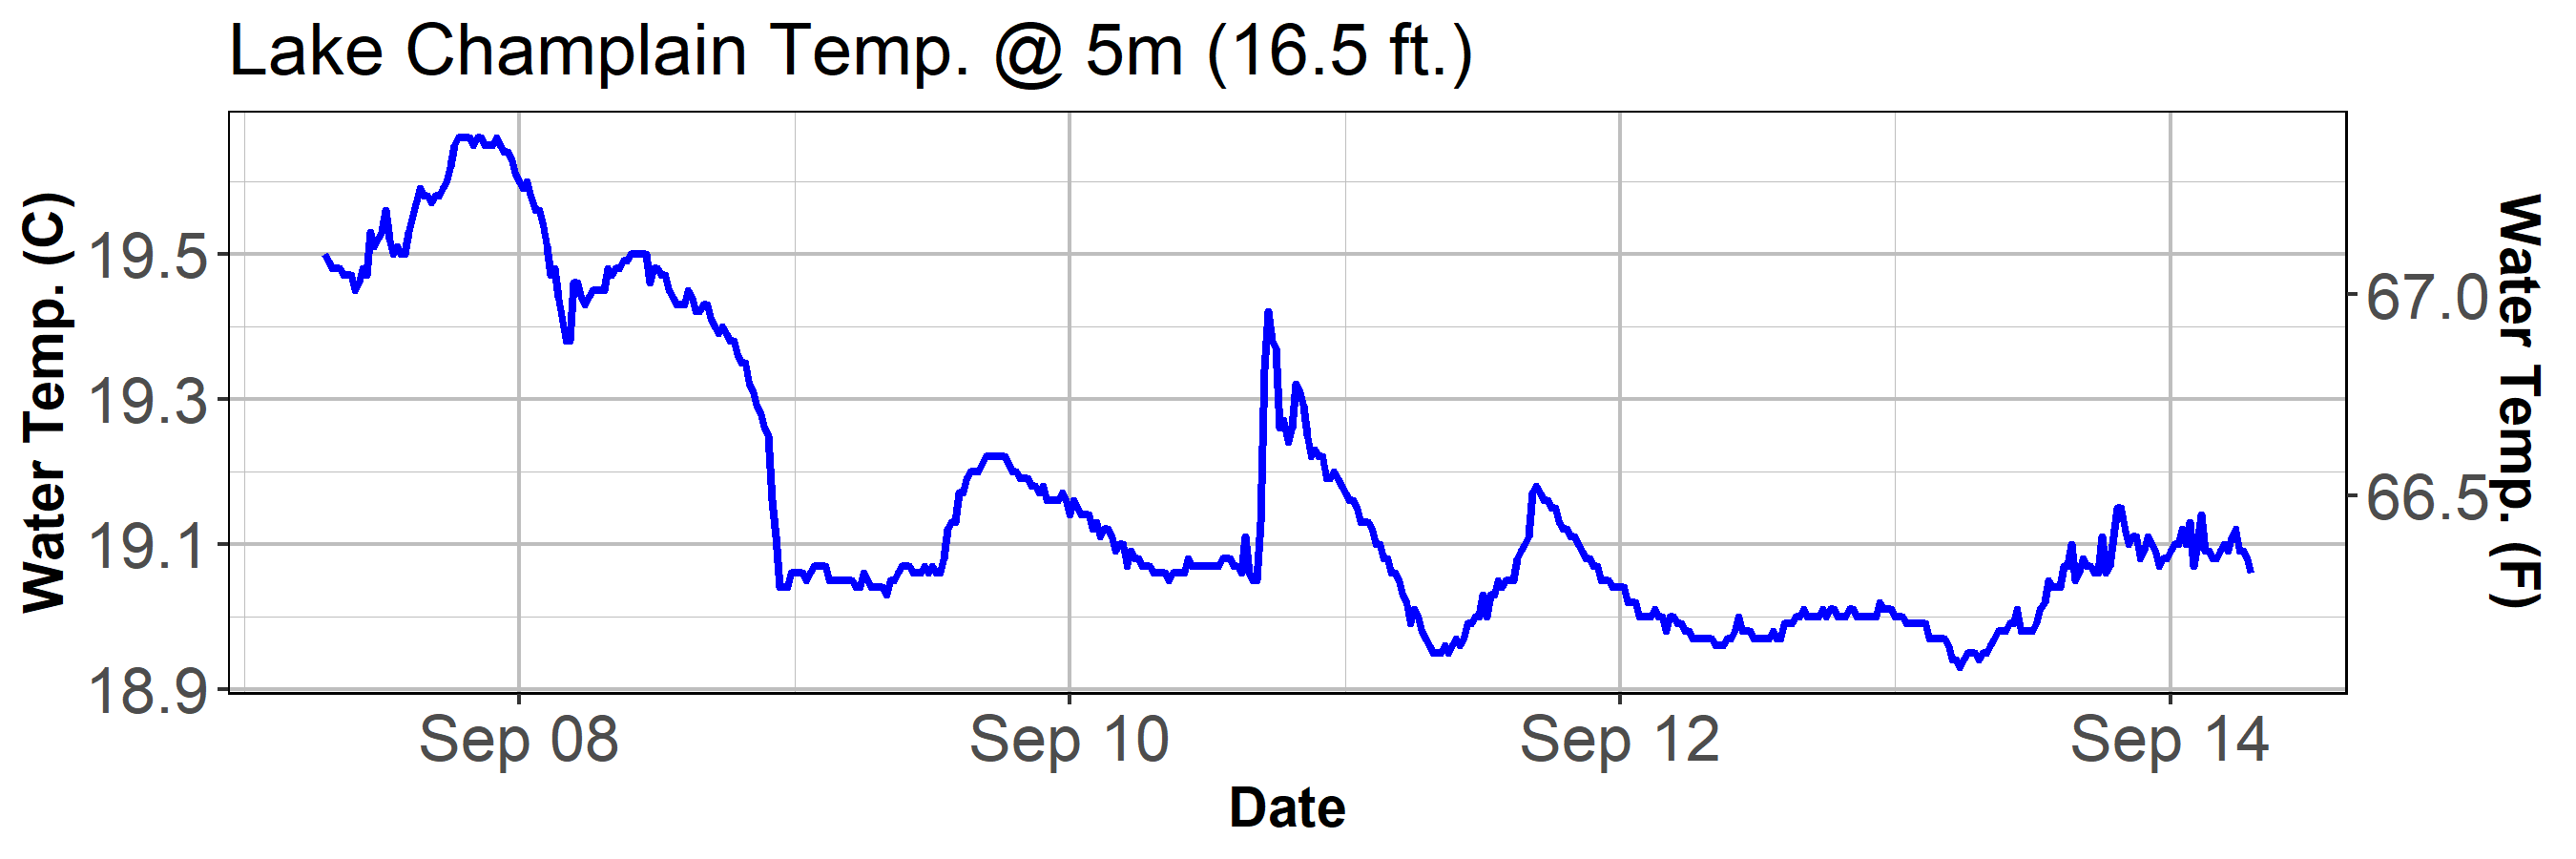 Lake Champlain Temp. @ 5m (16.5 ft.)
Water Temp. (C)
19.5
19.3
19.1
18.9
67.0
66.5
Water Temp. (F)
Sep 08
Sep 10
Sep 12
Sep 14
Date